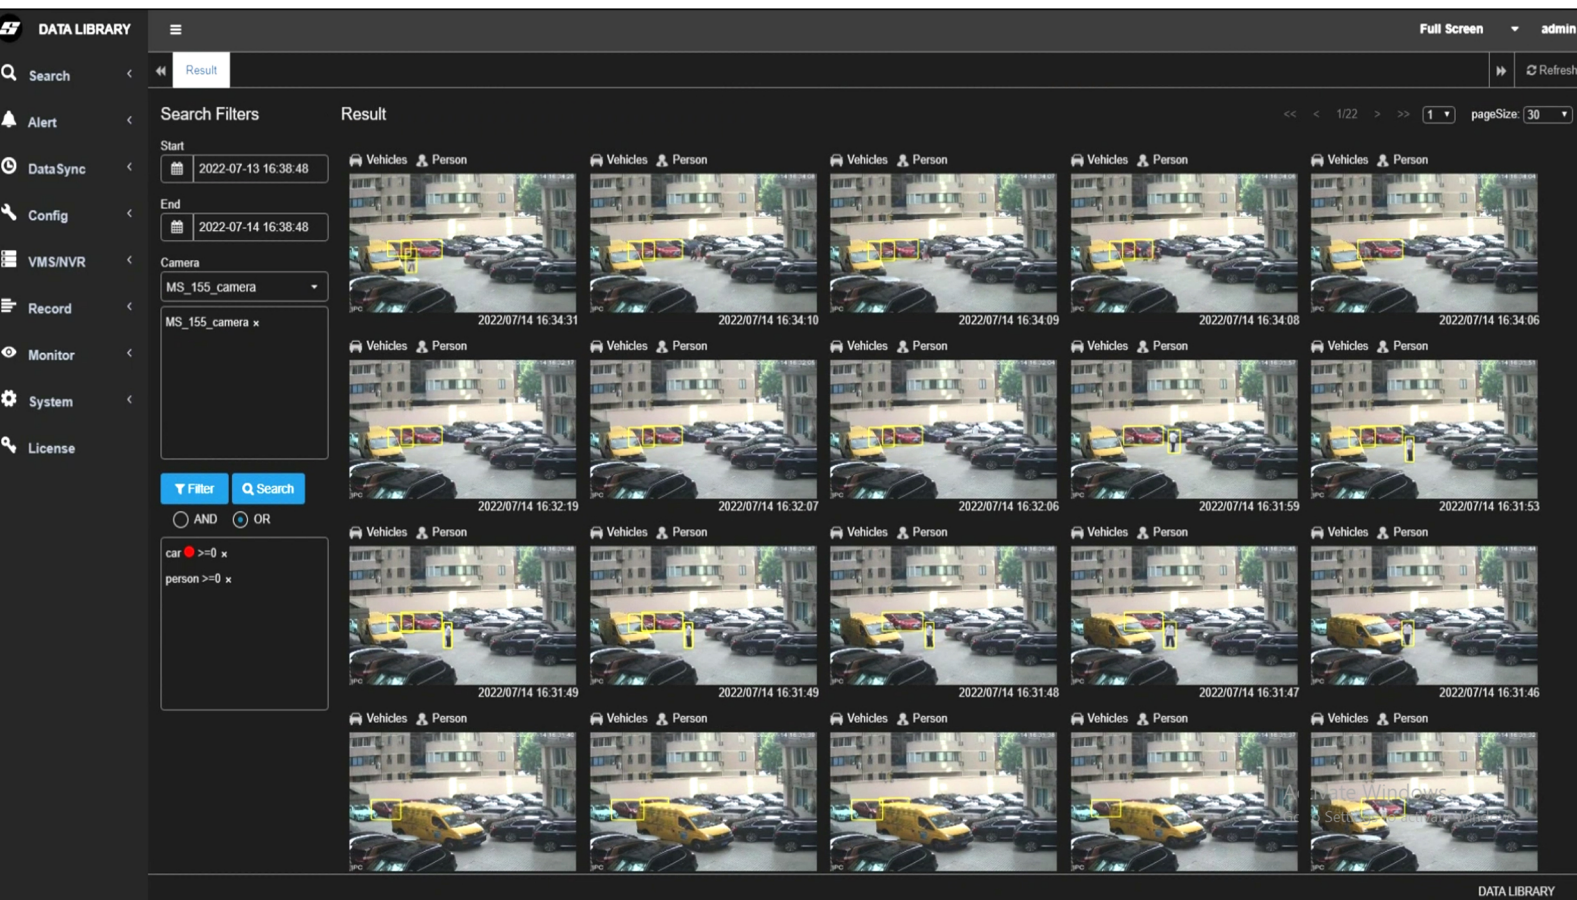 DATA LIBRARY
Full Screen
admin
Search
Alert
DataSync
Config
VMS/NVR
Record
Monitor
System
License
Result
Refresh
Search Filters
Start
2022-07-13 16:38:48
End
2022-07-14 16:38:48
Camera
MS_155_camera
MS_155_camera ×
Filter
Search
AND OR
car >=0 ×
person >=0 ×
Result
<< < 1/22 > >> 1 pageSize: 30
Vehicles Person Vehicles Person Vehicles Person Vehicles Person Vehicles Person
2022/07/14 16:34:31 2022/07/14 16:34:10 2022/07/14 16:34:09 2022/07/14 16:34:08 2022/07/14 16:34:06
Vehicles Person Vehicles Person Vehicles Person Vehicles Person Vehicles Person
2022/07/14 16:32:19 2022/07/14 16:32:07 2022/07/14 16:32:06 2022/07/14 16:31:59 2022/07/14 16:31:53
Vehicles Person Vehicles Person Vehicles Person Vehicles Person Vehicles Person
2022/07/14 16:31:49 2022/07/14 16:31:49 2022/07/14 16:31:48 2022/07/14 16:31:47 2022/07/14 16:31:46
Vehicles Person Vehicles Person Vehicles Person Vehicles Person Vehicles Person
Activate Windows
DATA LIBRARY